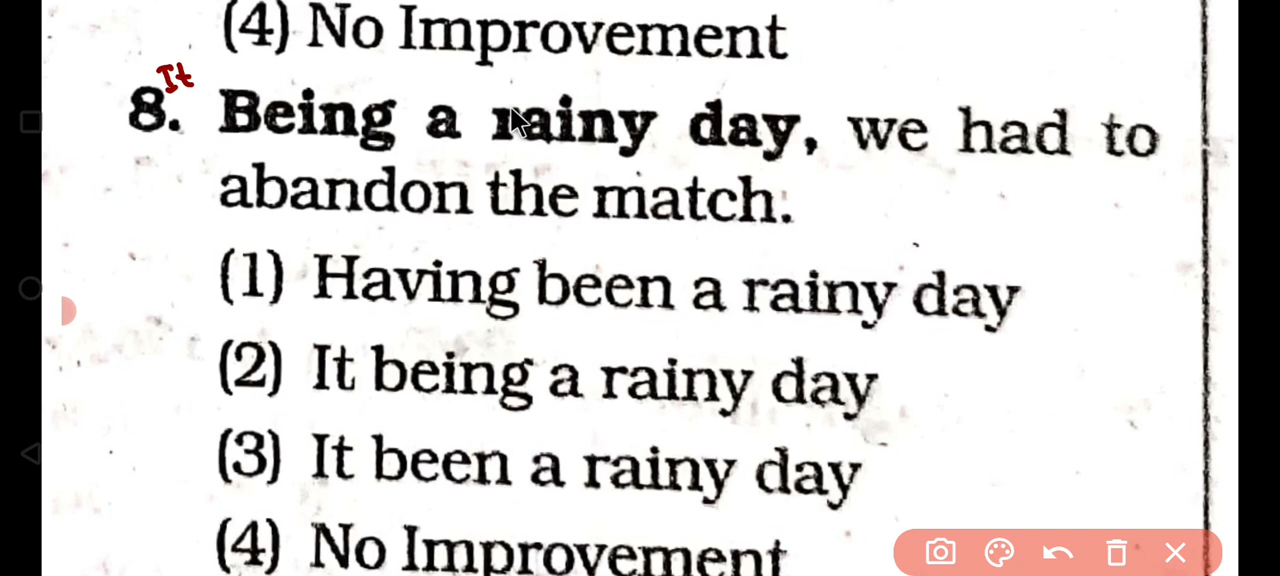 (4) No Improvement
It
8. Being a rainy day, we had to
abandon the match.
(1) Having been a rainy day
(2) It being a rainy day
(3) It been a rainy day
(4) No Improvement